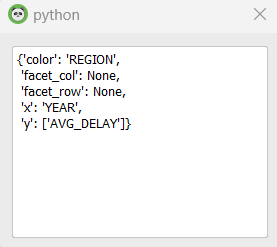 python
{'color': 'REGION',
 'facet_col': None,
 'facet_row': None,
 'x': 'YEAR',
 'y': ['AVG_DELAY']}